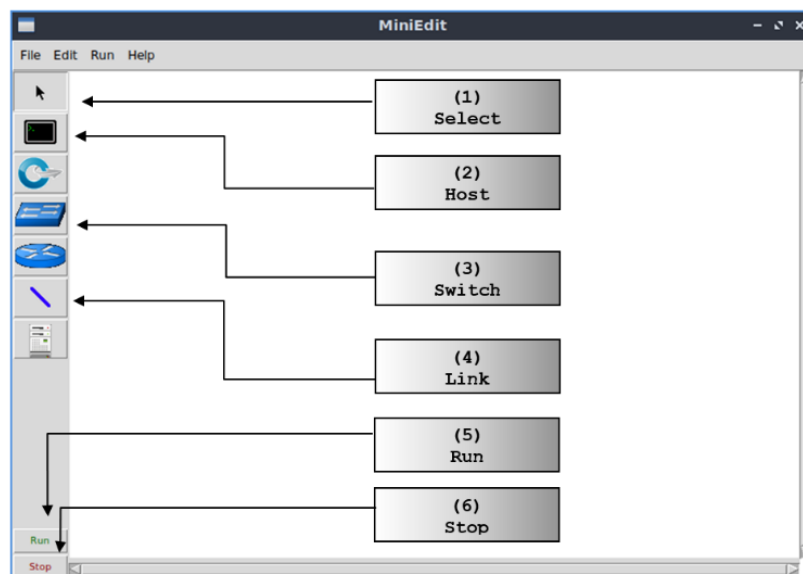 MiniEdit
File Edit Run Help
(1)
Select
(2)
Host
(3)
Switch
(4)
Link
(5)
Run
(6)
Stop
Run
Stop